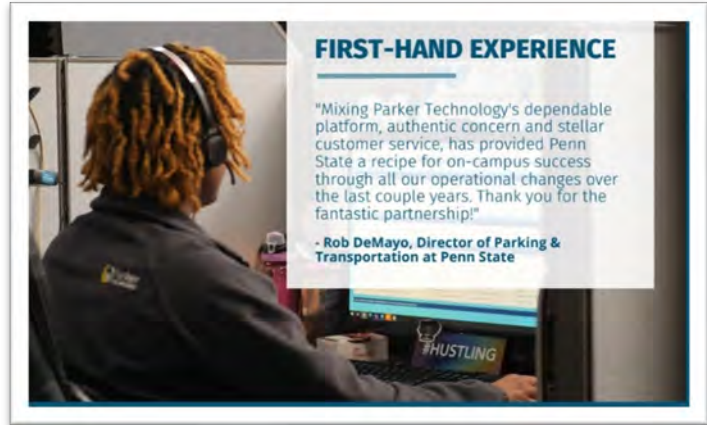 FIRST-HAND EXPERIENCE
"Mixing Parker Technology's dependable
platform, authentic concern and stellar
customer service, has provided Penn
State a recipe for on-campus success
through all our operational changes over
the last couple years. Thank you for the
fantastic partnership!"
- Rob DeMayo, Director of Parking &
Transportation at Penn State
#HUSTLING